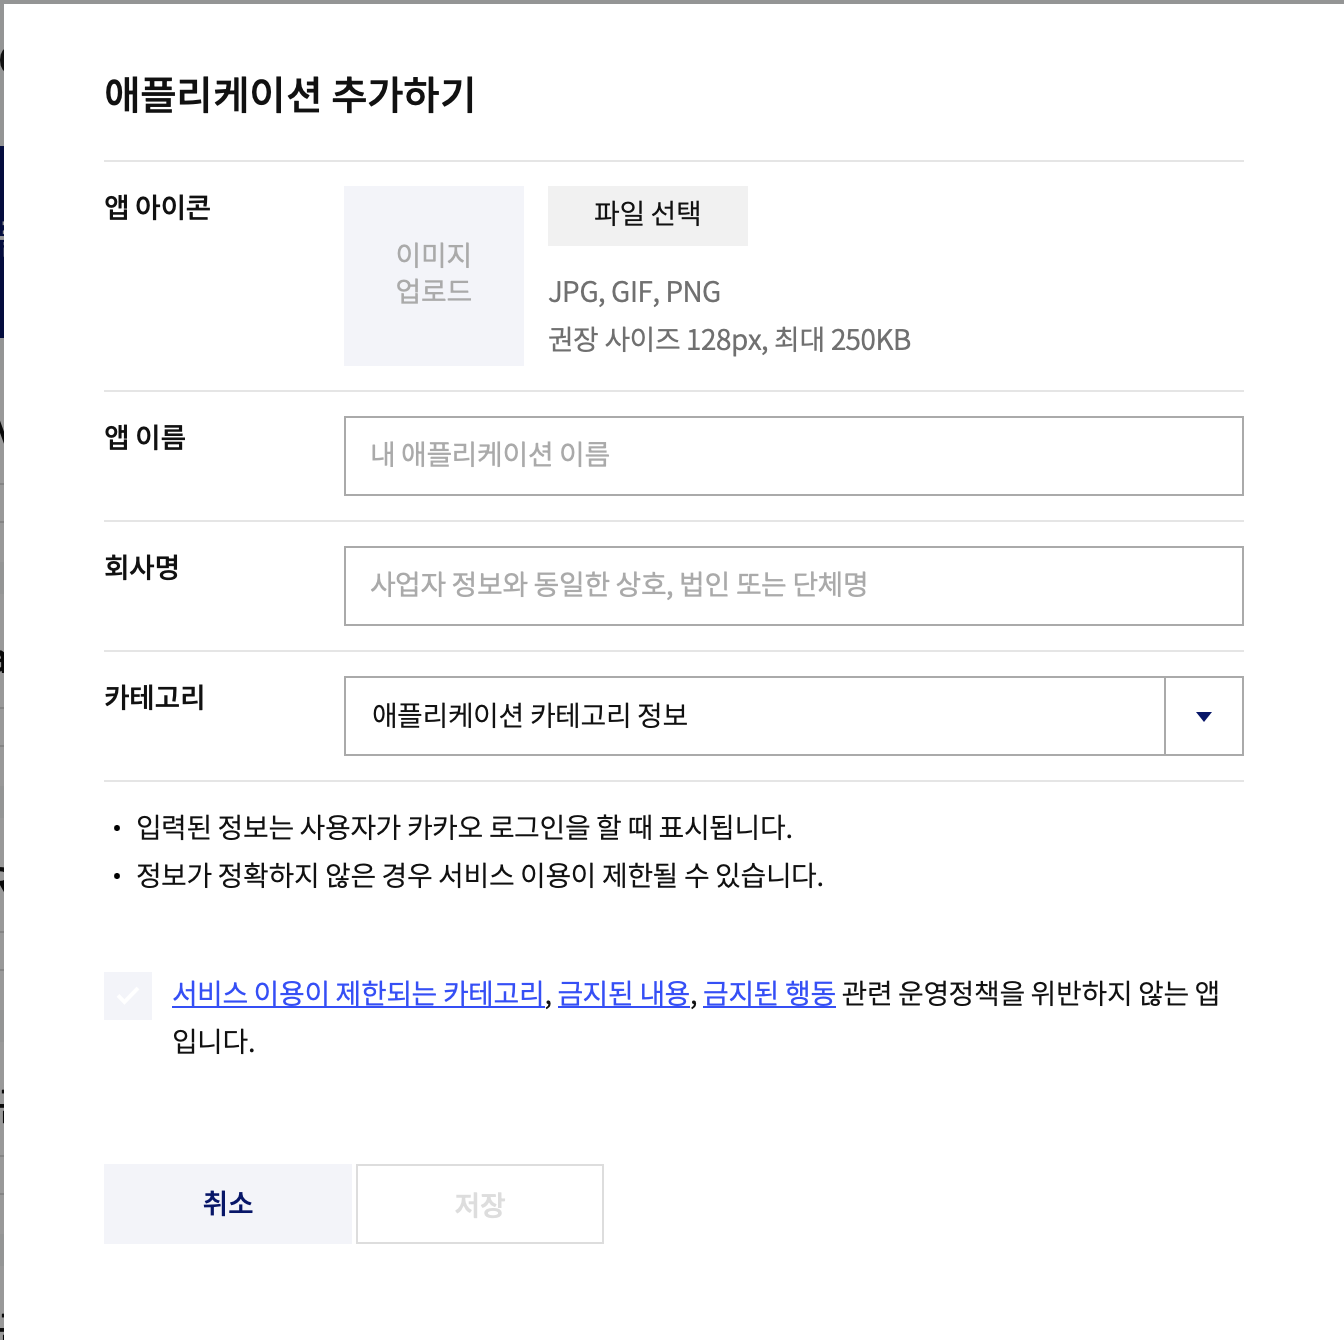 애플리케이션 추가하기
앱 아이콘
이미지
업로드
파일 선택
JPG, GIF, PNG
권장 사이즈 128px, 최대 250KB
앱 이름
내 애플리케이션 이름
회사명
사업자 정보와 동일한 상호, 법인 또는 단체명
카테고리
애플리케이션 카테고리 정보
• 입력된 정보는 사용자가 카카오 로그인을 할 때 표시됩니다.
• 정보가 정확하지 않은 경우 서비스 이용이 제한될 수 있습니다.
서비스 이용이 제한되는 카테고리, 금지된 내용, 금지된 행동 관련 운영정책을 위반하지 않는 앱
입니다.
취소
저장